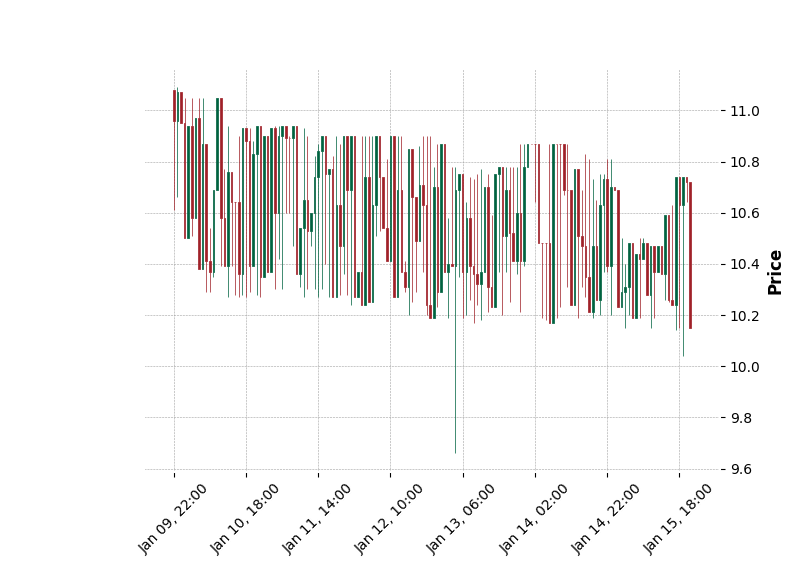 11.0
10.8
10.6
10.4
10.2
10.0
9.8
9.6
Price
Jan 09, 22:00
Jan 10, 18:00
Jan 11, 14:00
Jan 12, 10:00
Jan 13, 06:00
Jan 14, 02:00
Jan 14, 22:00
Jan 15, 18:00